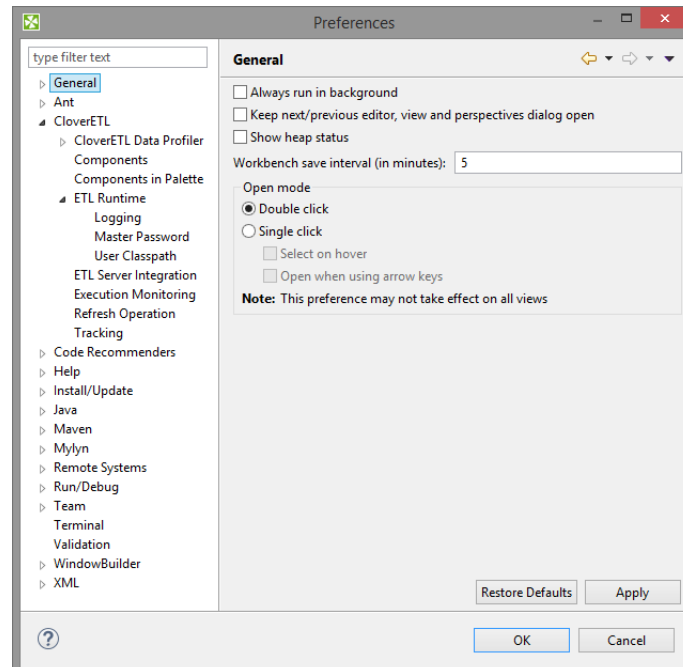 Preferences
type filter text
General
Ant
CloverETL
CloverETL Data Profiler
Components
Components in Palette
ETL Runtime
Logging
Master Password
User Classpath
ETL Server Integration
Execution Monitoring
Refresh Operation
Tracking
Code Recommenders
Help
Install/Update
Java
Maven
Mylyn
Remote Systems
Run/Debug
Team
Terminal
Validation
WindowBuilder
XML
General
Always run in background
Keep next/previous editor, view and perspectives dialog open
Show heap status
Workbench save interval (in minutes): 5
Open mode
Double click
Single click
Select on hover
Open when using arrow keys
Note: This preference may not take effect on all views
Restore Defaults Apply
? OK Cancel